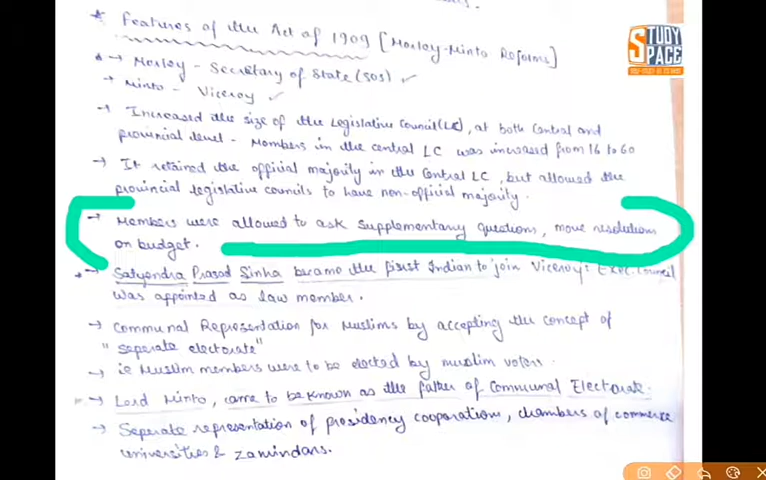 * Features of the Act of 1909 [Morley-Minto Reforms]
STUDY
SPACE
* → Morley - Secretary of State (SOS) ✓
→ Minto - Viceroy ✓
→ Increased the size of the Legislative Council (LC), at both Central and
provincial level - Members in the central LC was increased from 16 to 60
→ It retained the official majority in the Central LC, but allowed the
provincial legislative councils to have non-official majority.
→ Members were allowed to ask supplementary questions, move resolutions
on budget.
→ Satyendra Prasad Sinha became the first Indian to join Viceroy's Exec. Council
was appointed as law member.
→ Communal Representation for Muslims by accepting the concept of
"Seperate electorate"
→ ie Muslim members were to be elected by muslim voters.
→ Lord Minto, came to be known as the father of Communal Electorate.
→ Seperate representation of presidency cooporations, chambers of commerce
universities & zamindars.